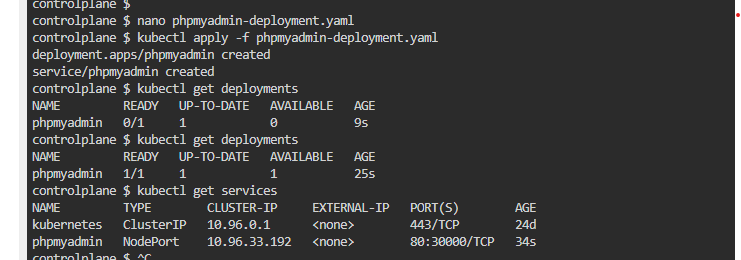 controlplane $
controlplane $ nano phpmyadmin-deployment.yaml
controlplane $ kubectl apply -f phpmyadmin-deployment.yaml
deployment.apps/phpmyadmin created
service/phpmyadmin created
controlplane $ kubectl get deployments
NAME READY UP-TO-DATE AVAILABLE AGE
phpmyadmin 0/1 1 0 9s
controlplane $ kubectl get deployments
NAME READY UP-TO-DATE AVAILABLE AGE
phpmyadmin 1/1 1 1 25s
controlplane $ kubectl get services
NAME TYPE CLUSTER-IP EXTERNAL-IP PORT(S) AGE
kubernetes ClusterIP 10.96.0.1 <none> 443/TCP 24d
phpmyadmin NodePort 10.96.33.192 <none> 80:30000/TCP 34s
controlplane $ ^C